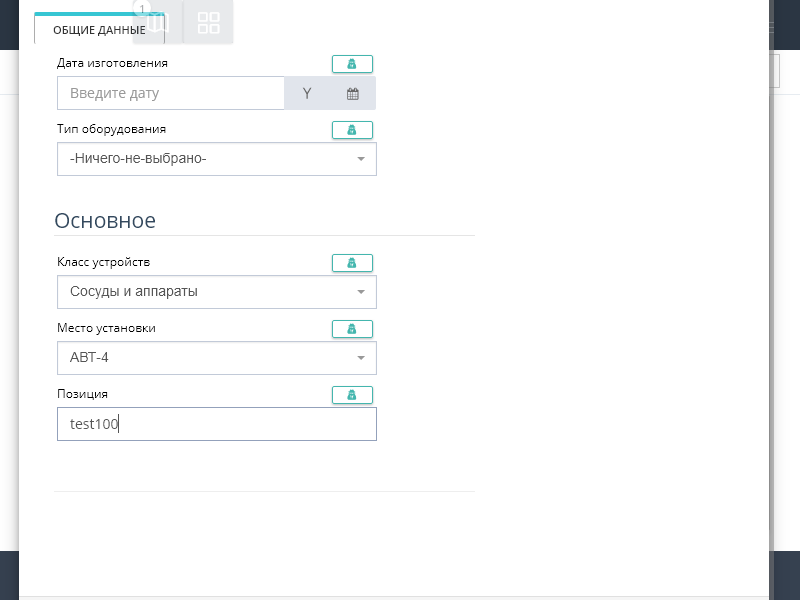 1
ОБЩИЕ ДАННЫЕ
Дата изготовления
Введите дату
Y
Тип оборудования
-Ничего-не-выбрано-
Основное
Класс устройств
Сосуды и аппараты
Место установки
АВТ-4
Позиция
test100